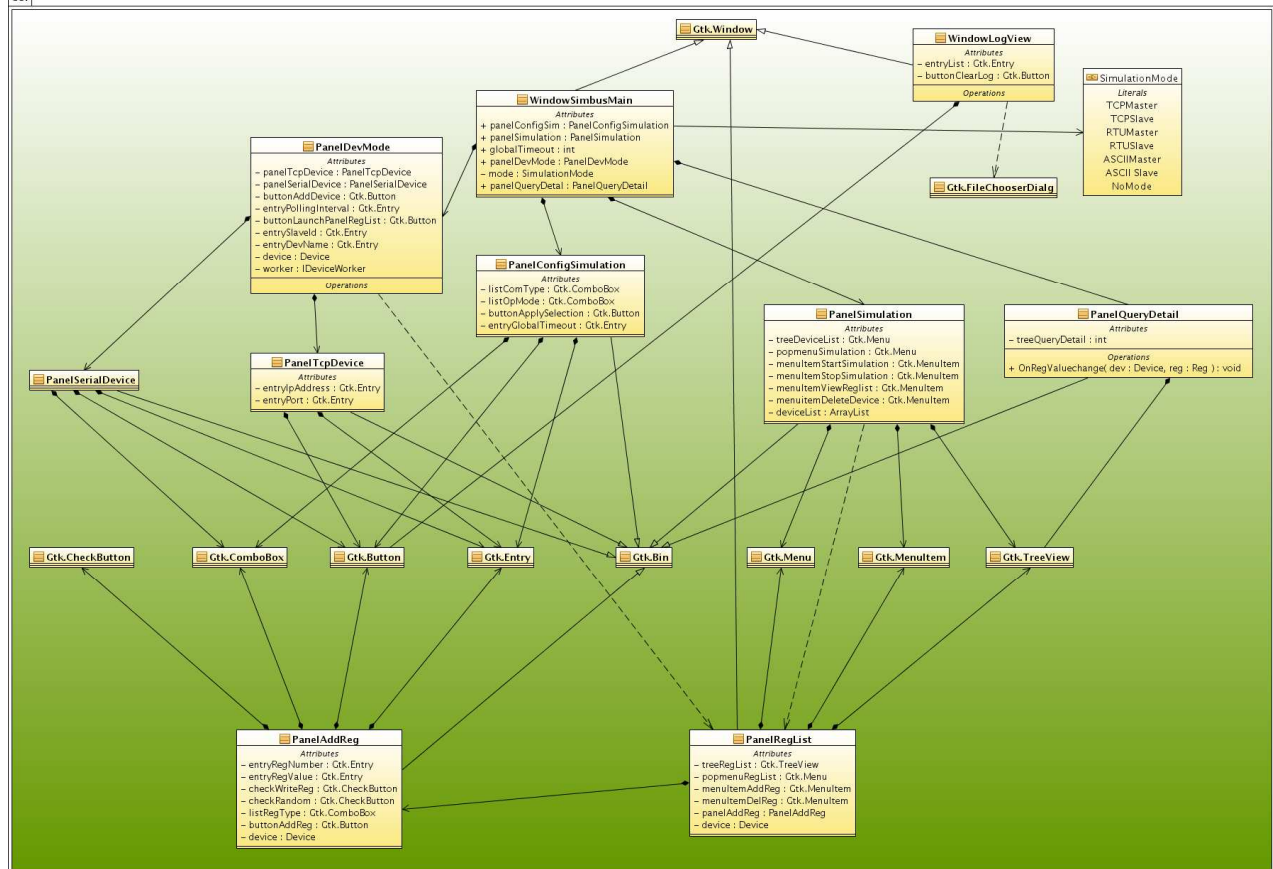 Gtk.Window
WindowLogView
Attributes
- entryList : Gtk.Entry
- buttonClearLog : Gtk.Button
Operations
SimulationMode
Literals
TCPMaster
TCPSlave
RTUMaster
RTUSlave
ASCIIMaster
ASCII Slave
NoMode
WindowSimbusMain
Attributes
+ panelConfigSim : PanelConfigSimulation
+ panelSimulation : PanelSimulation
+ globalTimeout : int
+ panelDevMode : PanelDevMode
- mode : SimulationMode
+ panelQueryDetal : PanelQueryDetail
PanelDevMode
Attributes
- panelTcpDevice : PanelTcpDevice
- panelSerialDevice : PanelSerialDevice
- buttonAddDevice : Gtk.Button
- entryPollingInterval : Gtk.Entry
- buttonLaunchPanelRegList : Gtk.Button
- entrySlaveId : Gtk.Entry
- entryDevName : Gtk.Entry
- device : Device
- worker : IDeviceWorker
Operations
Gtk.FileChooserDialg
PanelConfigSimulation
Attributes
- listComType : Gtk.ComboBox
- listOpMode : Gtk.ComboBox
- buttonApplySelection : Gtk.Button
- entryGlobalTimeout : Gtk.Entry
PanelSimulation
Attributes
- treeDeviceList : Gtk.Menu
- popmenuSimulation : Gtk.Menu
- menuItemStartSimulation : Gtk.MenuItem
- menuItemStopSimulation : Gtk.MenuItem
- menuItemViewReglist : Gtk.MenuItem
- menuitemDeleteDevice : Gtk.MenuItem
- deviceList : ArrayList
PanelQueryDetail
Attributes
- treeQueryDetail : int
Operations
+ OnRegValuechange( dev : Device, reg : Reg ) : void
PanelTcpDevice
Attributes
- entryIpAddress : Gtk.Entry
- entryPort : Gtk.Entry
PanelSerialDevice
Gtk.CheckButton
Gtk.ComboBox
Gtk.Button
Gtk.Entry
Gtk.Bin
Gtk.Menu
Gtk.MenuItem
Gtk.TreeView
PanelAddReg
Attributes
- entryRegNumber : Gtk.Entry
- entryRegValue : Gtk.Entry
- checkWriteReg : Gtk.CheckButton
- checkRandom : Gtk.CheckButton
- listRegType : Gtk.ComboBox
- buttonAddReg : Gtk.Button
- device : Device
PanelRegList
Attributes
- treeRegList : Gtk.TreeView
- popmenuRegList : Gtk.Menu
- menuItemAddReg : Gtk.MenuItem
- menuItemDelReg : Gtk.MenuItem
- panelAddReg : PanelAddReg
- device : Device